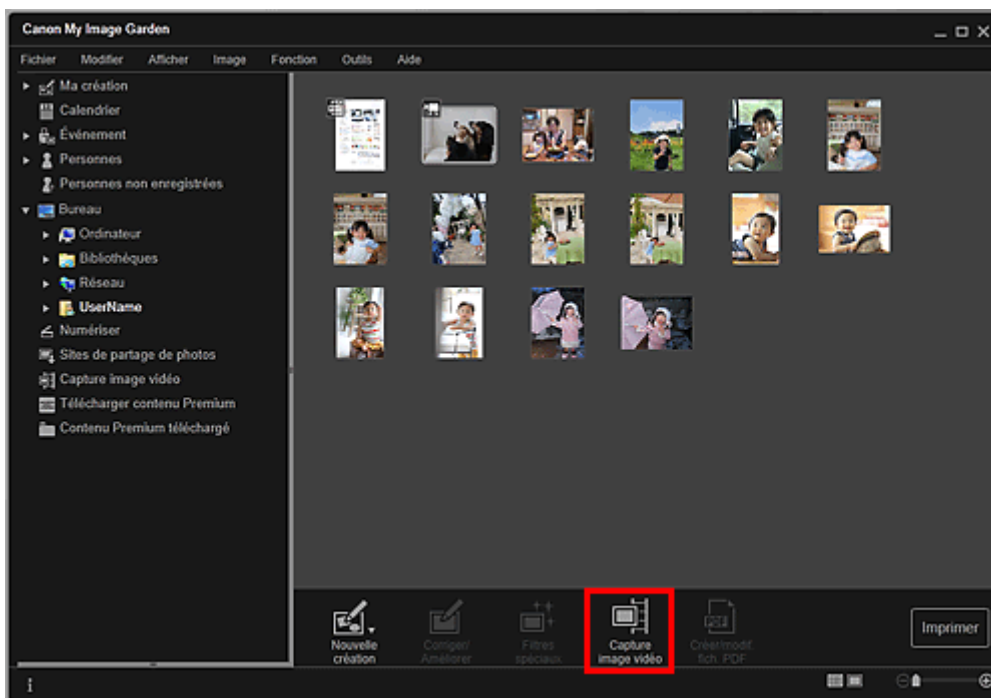 Canon My Image Garden
Fichier Modifier Afficher Image Fonction Outils Aide
Ma création
Calendrier
Événement
Personnes
Personnes non enregistrées
Bureau
Ordinateur
Bibliothèques
Réseau
UserName
Numériser
Sites de partage de photos
Capture image vidéo
Télécharger contenu Premium
Contenu Premium téléchargé
Nouvelle
création
Corriger/
Améliorer
Filtres
spéciaux
Capture
image vidéo
Créer/modif.
fich. PDF
Imprimer